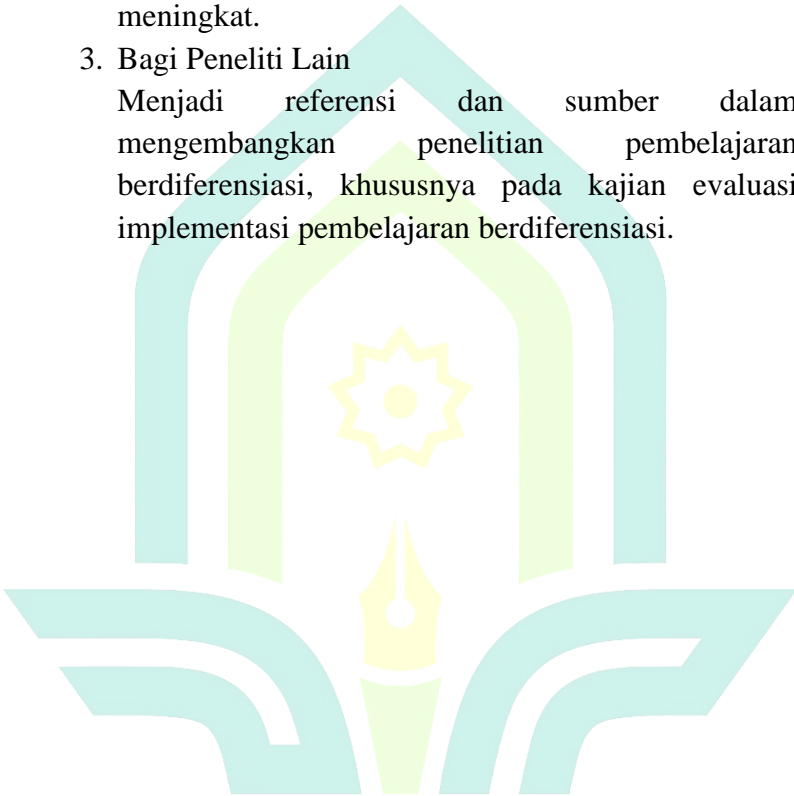 meningkat.
3. Bagi Peneliti Lain
Menjadi referensi dan sumber dalam
mengembangkan penelitian pembelajaran
berdiferensiasi, khususnya pada kajian evaluasi
implementasi pembelajaran berdiferensiasi.